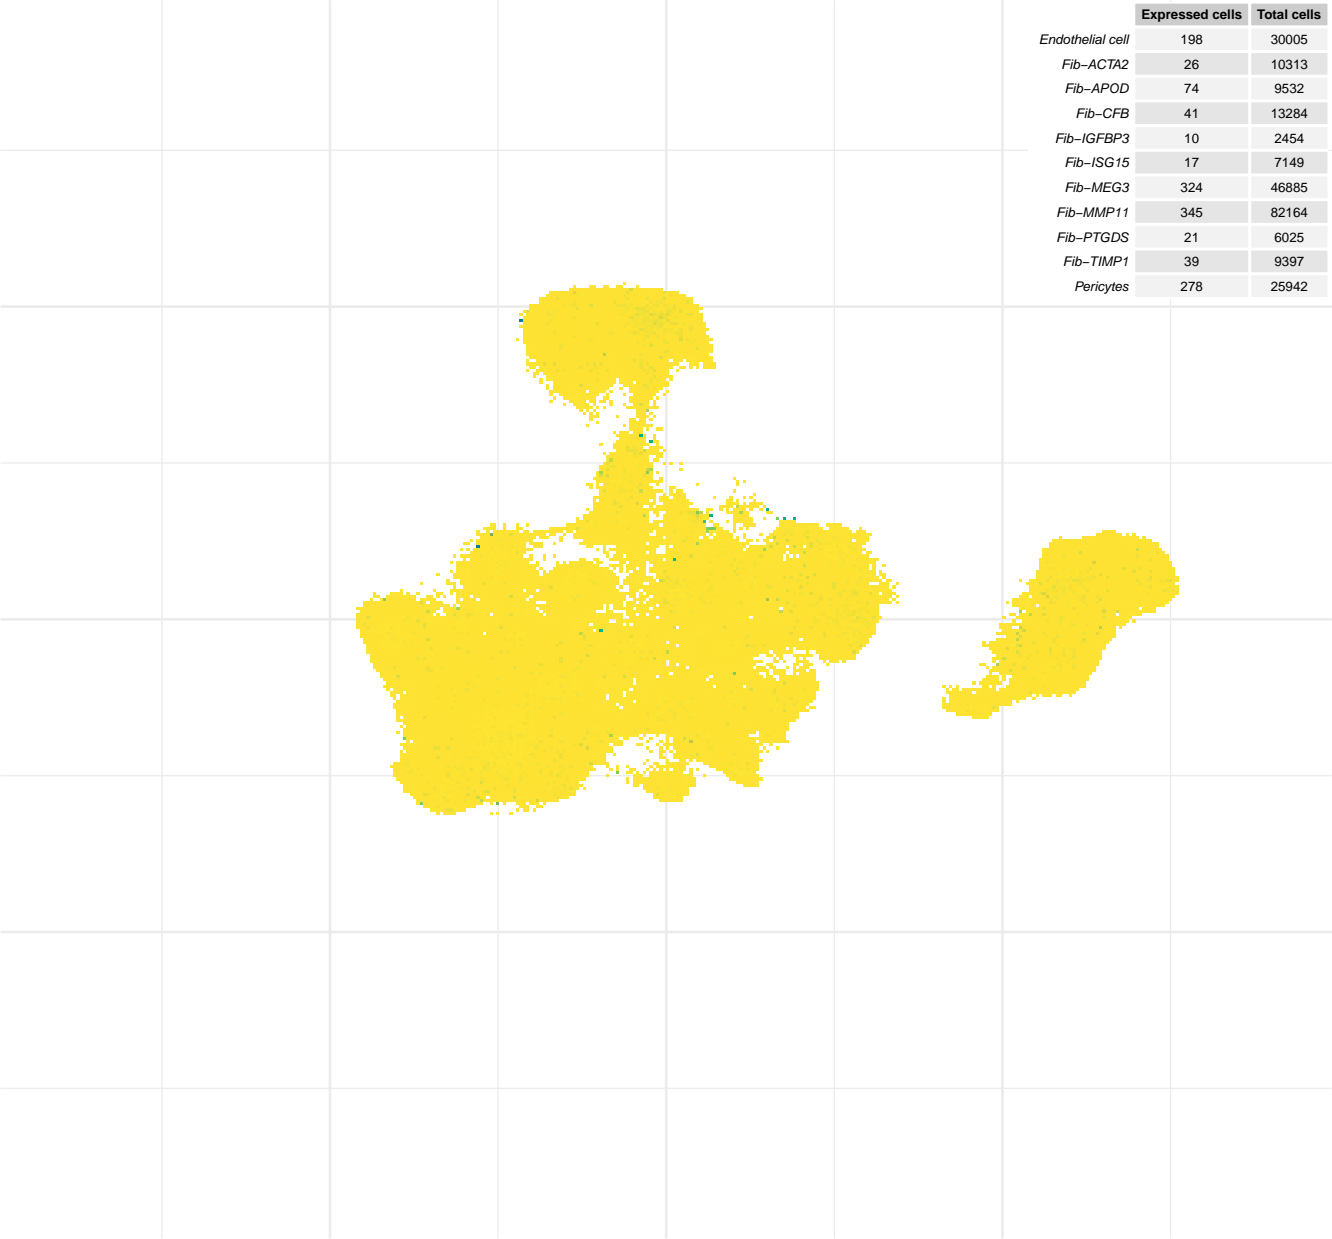 Expressed cells Total cells
Endothelial cell 198 30005
Fib−ACTA2 26 10313
Fib−APOD 74 9532
Fib−CFB 41 13284
Fib−IGFBP3 10 2454
Fib−ISG15 17 7149
Fib−MEG3 324 46885
Fib−MMP11 345 82164
Fib−PTGDS 21 6025
Fib−TIMP1 39 9397
Pericytes 278 25942